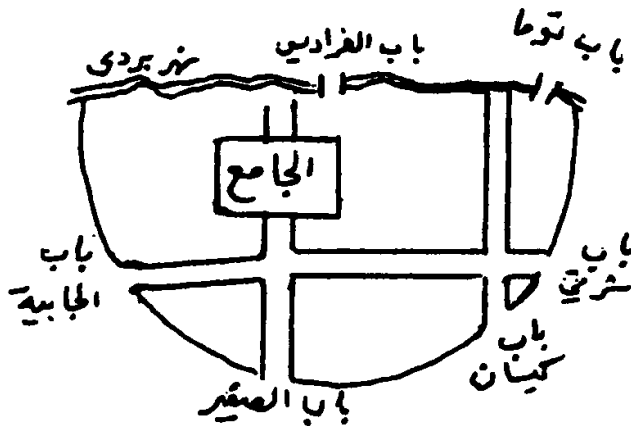 باب توما
باب الفراديس
نهر بردى
الجامع
باب
شرقي
باب
الجابية
باب
كيسان
باب الصغير